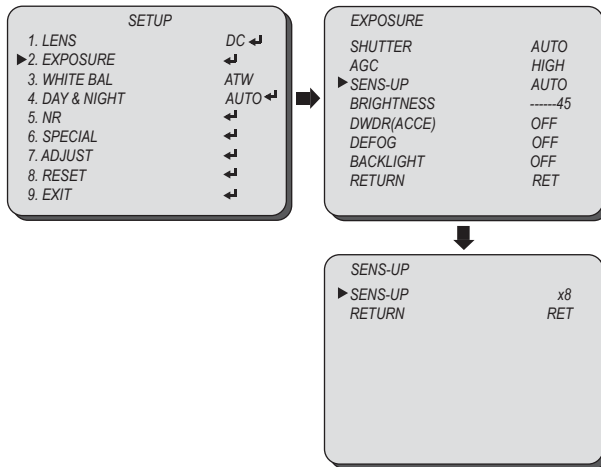 SETUP
1. LENS DC
2. EXPOSURE
3. WHITE BAL ATW
4. DAY & NIGHT AUTO
5. NR
6. SPECIAL
7. ADJUST
8. RESET
9. EXIT
EXPOSURE
SHUTTER AUTO
AGC HIGH
SENS-UP AUTO
BRIGHTNESS ------45
DWDR(ACCE) OFF
DEFOG OFF
BACKLIGHT OFF
RETURN RET
SENS-UP
SENS-UP x8
RETURN RET